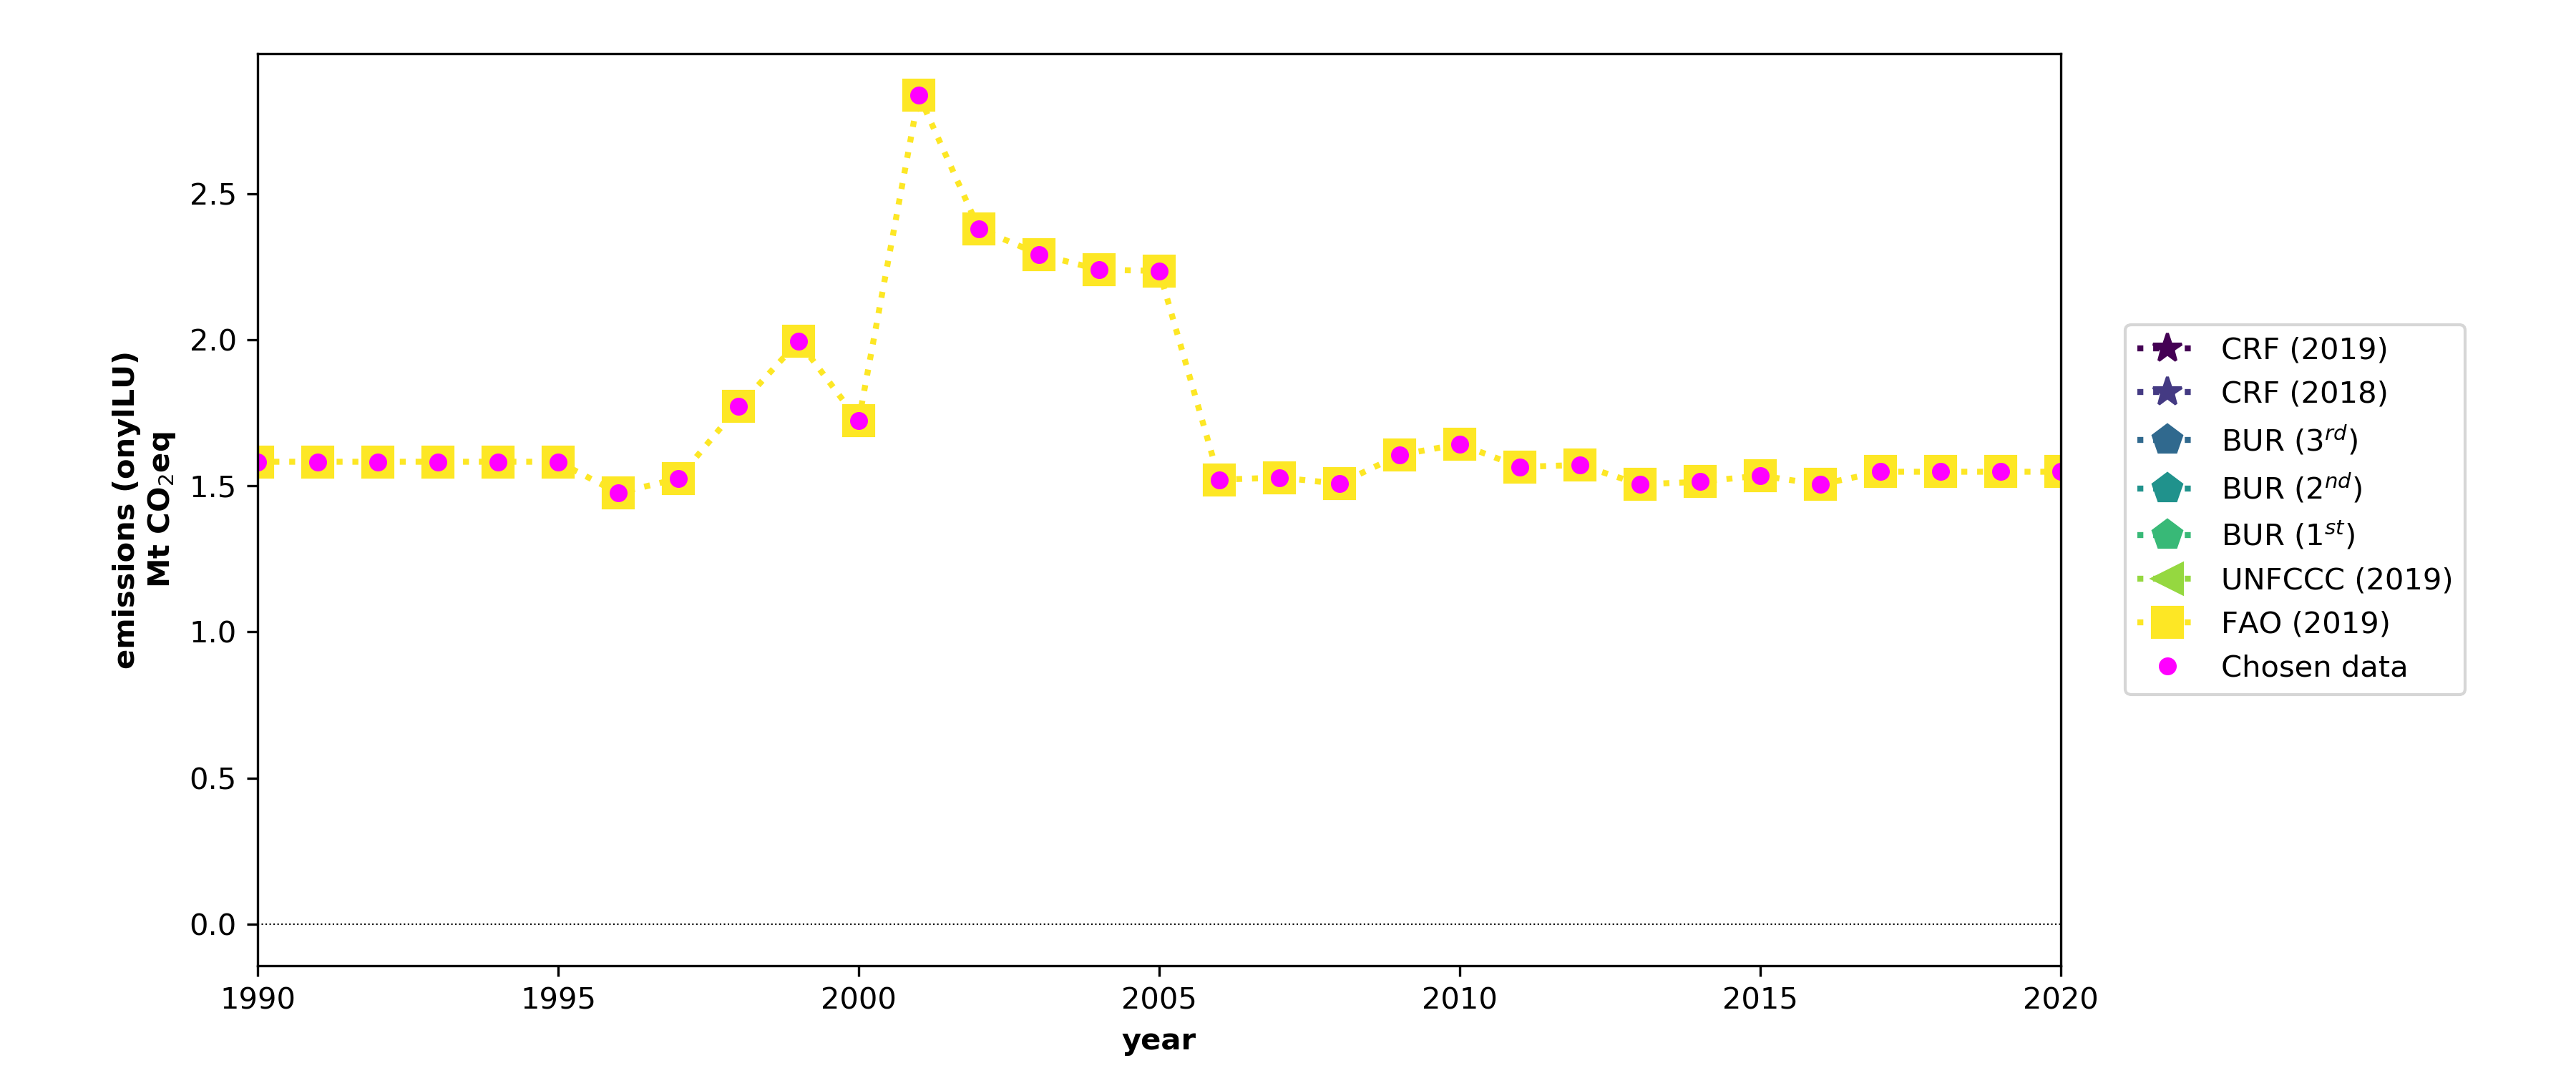 emissions (onylLU)
Mt CO₂eq
2.5
2.0
1.5
1.0
0.5
0.0
1990 1995 2000 2005 2010 2015 2020
year
CRF (2019)
CRF (2018)
BUR (3ʳᵈ)
BUR (2ⁿᵈ)
BUR (1ˢᵗ)
UNFCCC (2019)
FAO (2019)
Chosen data